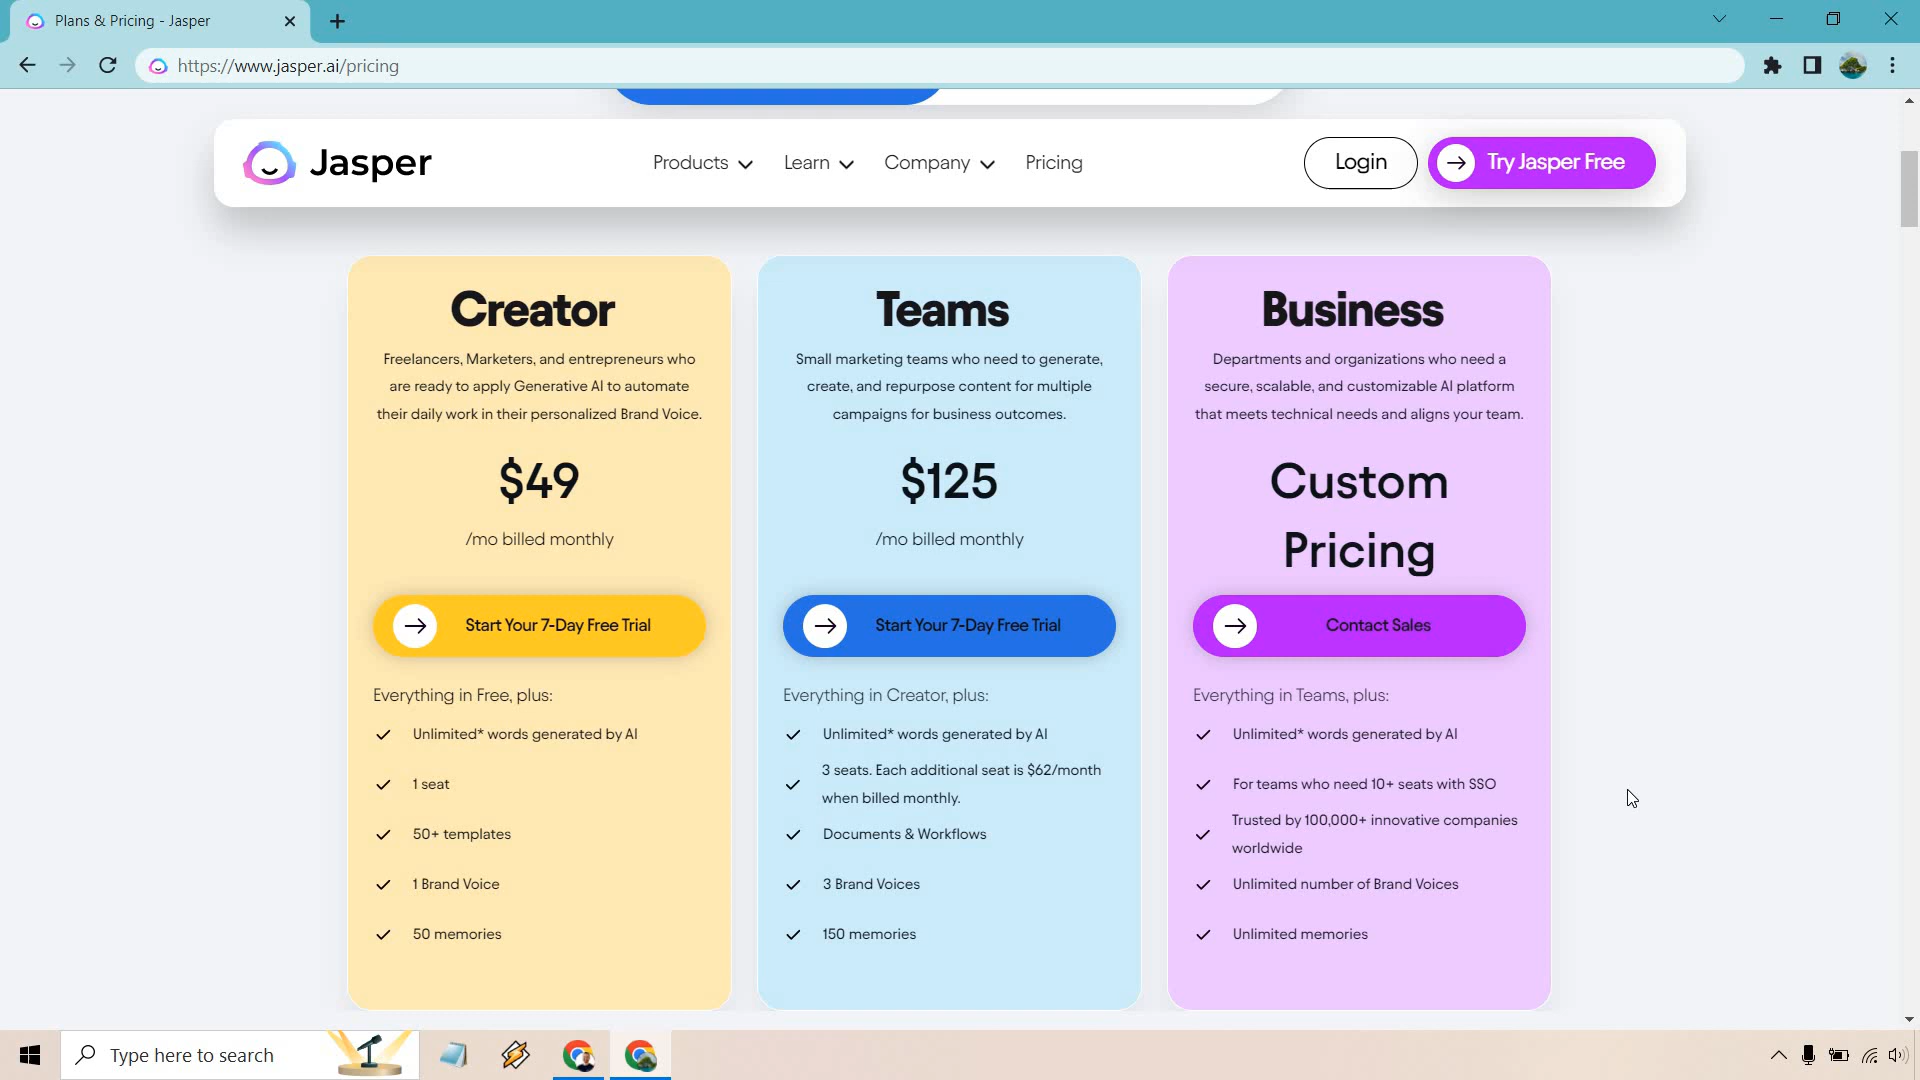 Plans & Pricing - Jasper
https://www.jasper.ai/pricing
Jasper
Products
Learn
Company
Pricing
Login
Try Jasper Free
Creator
Freelancers, Marketers, and entrepreneurs who
are ready to apply Generative AI to automate
their daily work in their personalized Brand Voice.
$49
/mo billed monthly
Start Your 7-Day Free Trial
Everything in Free, plus:
Unlimited* words generated by AI
1 seat
50+ templates
1 Brand Voice
50 memories
Teams
Small marketing teams who need to generate,
create, and repurpose content for multiple
campaigns for business outcomes.
$125
/mo billed monthly
Start Your 7-Day Free Trial
Everything in Creator, plus:
Unlimited* words generated by AI
3 seats. Each additional seat is $62/month
when billed monthly.
Documents & Workflows
3 Brand Voices
150 memories
Business
Departments and organizations who need a
secure, scalable, and customizable AI platform
that meets technical needs and aligns your team.
Custom
Pricing
Contact Sales
Everything in Teams, plus:
Unlimited* words generated by AI
For teams who need 10+ seats with SSO
Trusted by 100,000+ innovative companies
worldwide
Unlimited number of Brand Voices
Unlimited memories
Type here to search